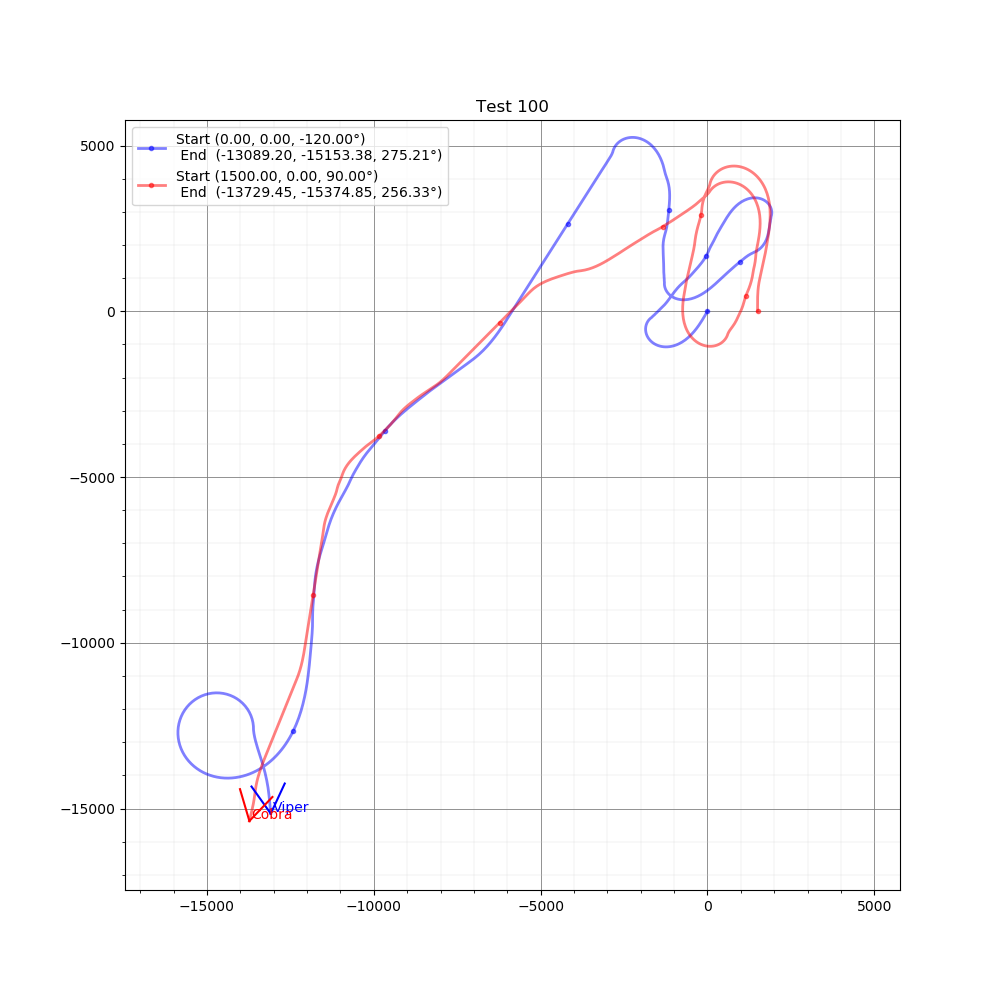 Test 100
Start (0.00, 0.00, -120.00°)
End (-13089.20, -15153.38, 275.21°)
Start (1500.00, 0.00, 90.00°)
End (-13729.45, -15374.85, 256.33°)
5000
0
−5000
−10000
−15000
Viper
Cobra
−15000 −10000 −5000 0 5000